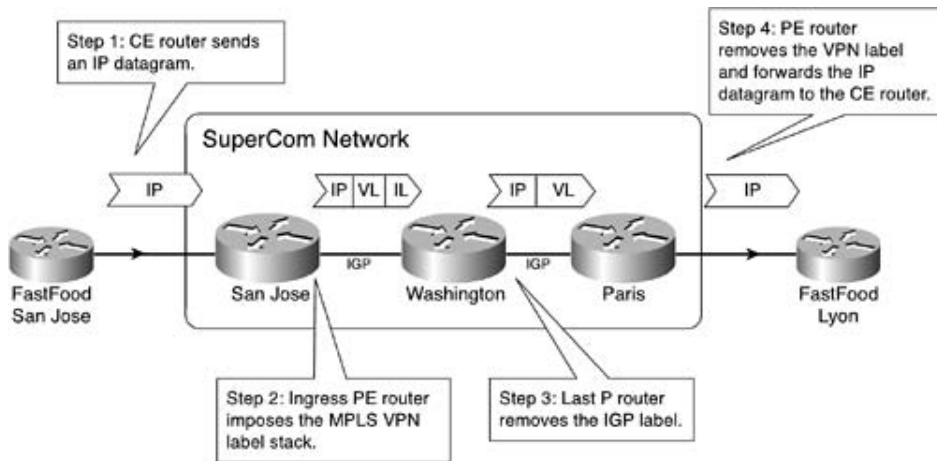 Step 1: CE router sends
an IP datagram.
Step 4: PE router
removes the VPN label
and forwards the IP
datagram to the CE router.
SuperCom Network
IP
IP VL IL
IP VL
IP
IGP
IGP
FastFood
San Jose
San Jose
Washington
Paris
FastFood
Lyon
Step 2: Ingress PE router
imposes the MPLS VPN
label stack.
Step 3: Last P router
removes the IGP label.